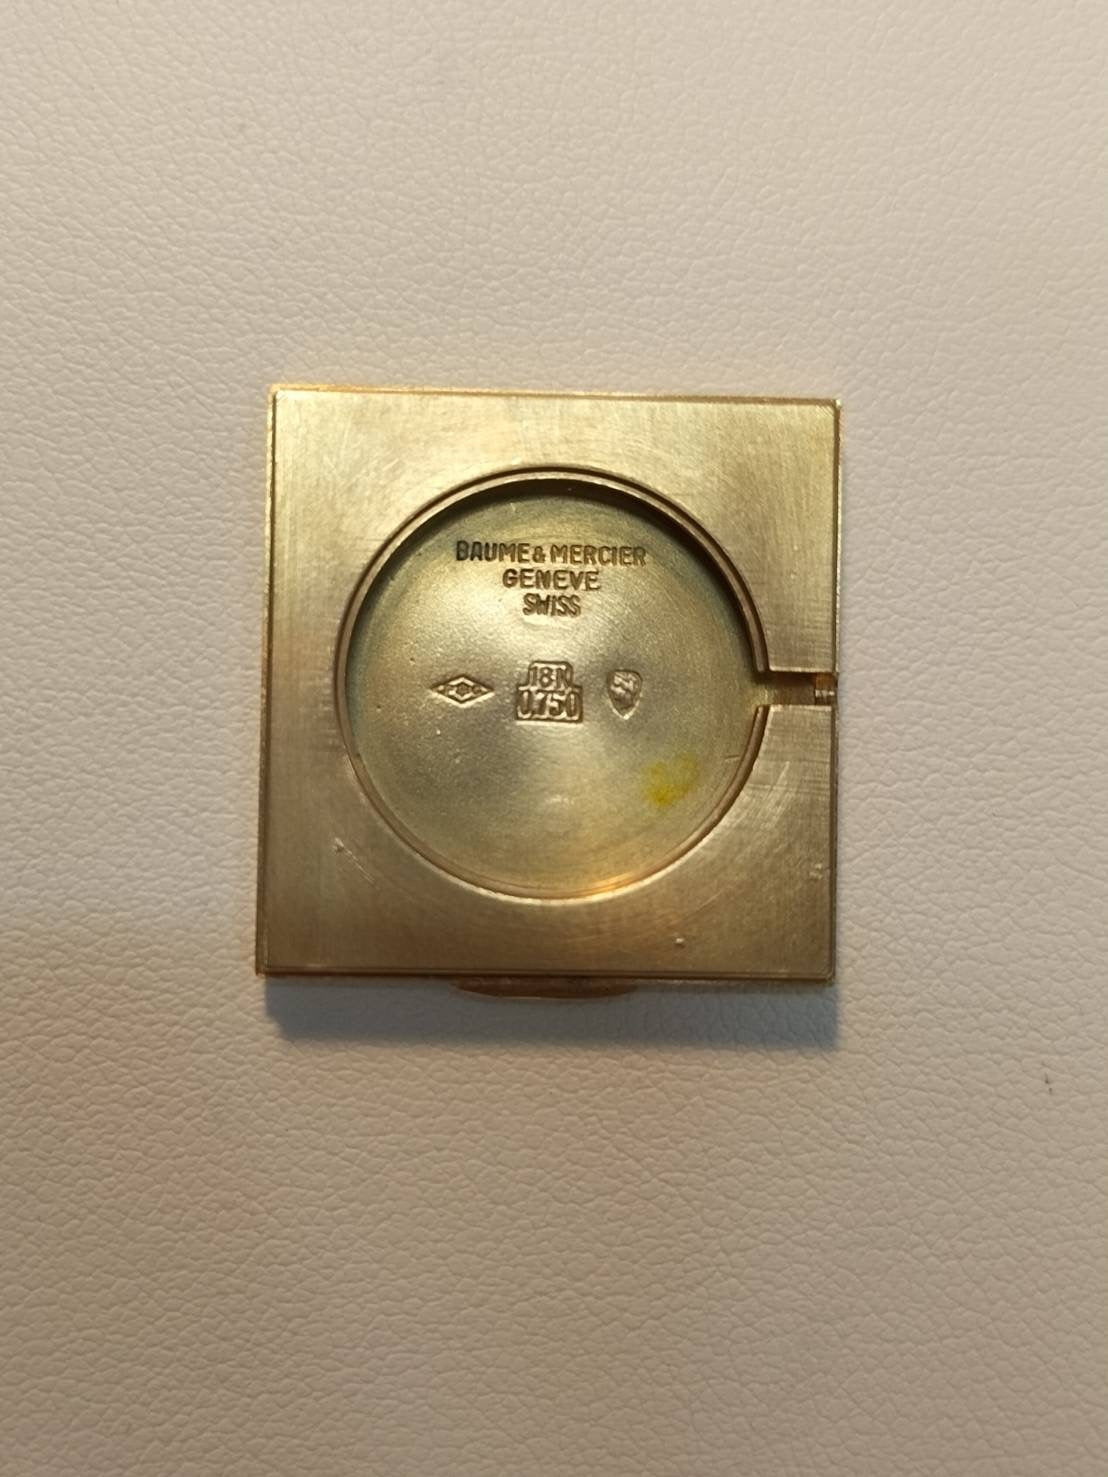 BAUME & MERCIER
GENEVE
SWISS
18K
0,750